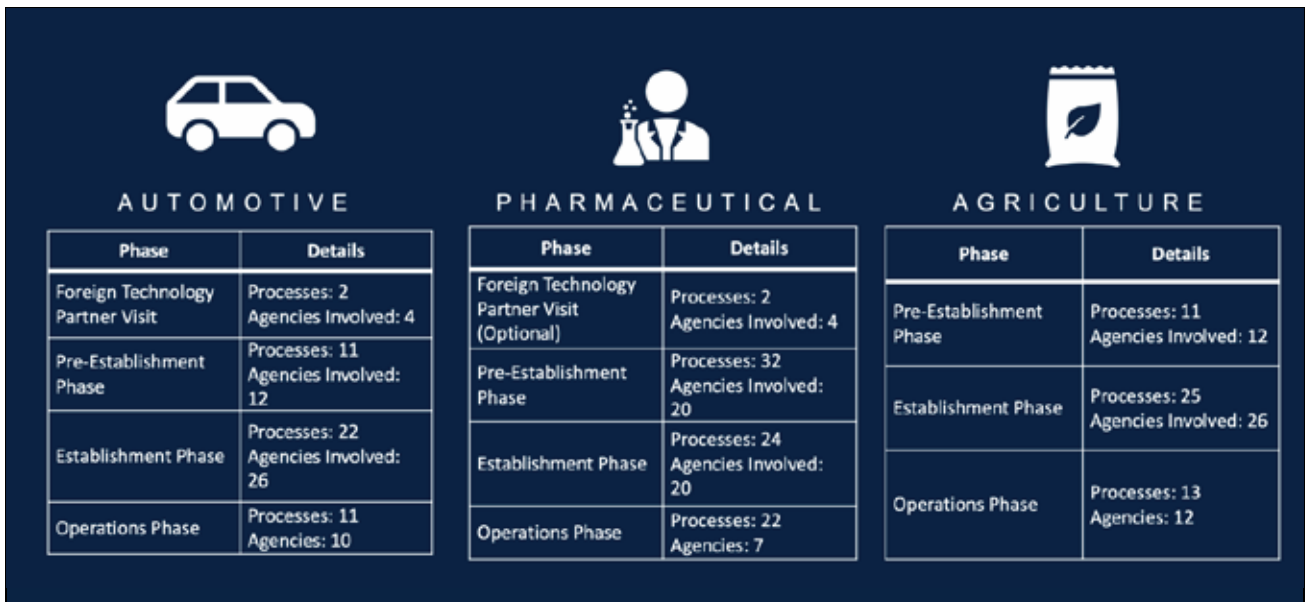 AUTOMOTIVE
Phase Details
Foreign Technology Partner Visit
Processes: 2
Agencies Involved: 4
Pre-Establishment Phase
Processes: 11
Agencies Involved:
12
Establishment Phase
Processes: 22
Agencies Involved:
26
Operations Phase
Processes: 11
Agencies: 10
PHARMACEUTICAL
Phase Details
Foreign Technology
Partner Visit
(Optional)
Processes: 2
Agencies Involved: 4
Pre-Establishment
Phase
Processes: 32
Agencies Involved:
20
Establishment Phase
Processes: 24
Agencies Involved:
20
Operations Phase
Processes: 22
Agencies: 7
AGRICULTURE
Phase Details
Pre-Establishment
Phase
Processes: 11
Agencies Involved: 12
Establishment Phase
Processes: 25
Agencies Involved: 26
Operations Phase
Processes: 13
Agencies: 12